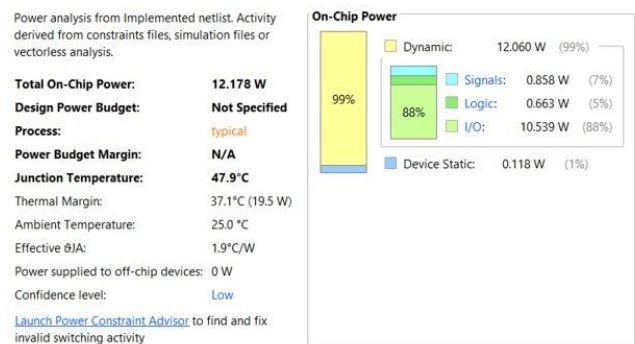 Power analysis from Implemented netlist. Activity
derived from constraints files, simulation files or
vectorless analysis.
Total On-Chip Power: 12.178 W
Design Power Budget: Not Specified
Process: typical
Power Budget Margin: N/A
Junction Temperature: 47.9°C
Thermal Margin: 37.1°C (19.5 W)
Ambient Temperature: 25.0 °C
Effective ϑJA: 1.9°C/W
Power supplied to off-chip devices: 0 W
Confidence level: Low
Launch Power Constraint Advisor to find and fix
invalid switching activity
On-Chip Power
Dynamic: 12.060 W (99%)
Signals: 0.858 W (7%)
99%
88%
Logic: 0.663 W (5%)
I/O: 10.539 W (88%)
Device Static: 0.118 W (1%)